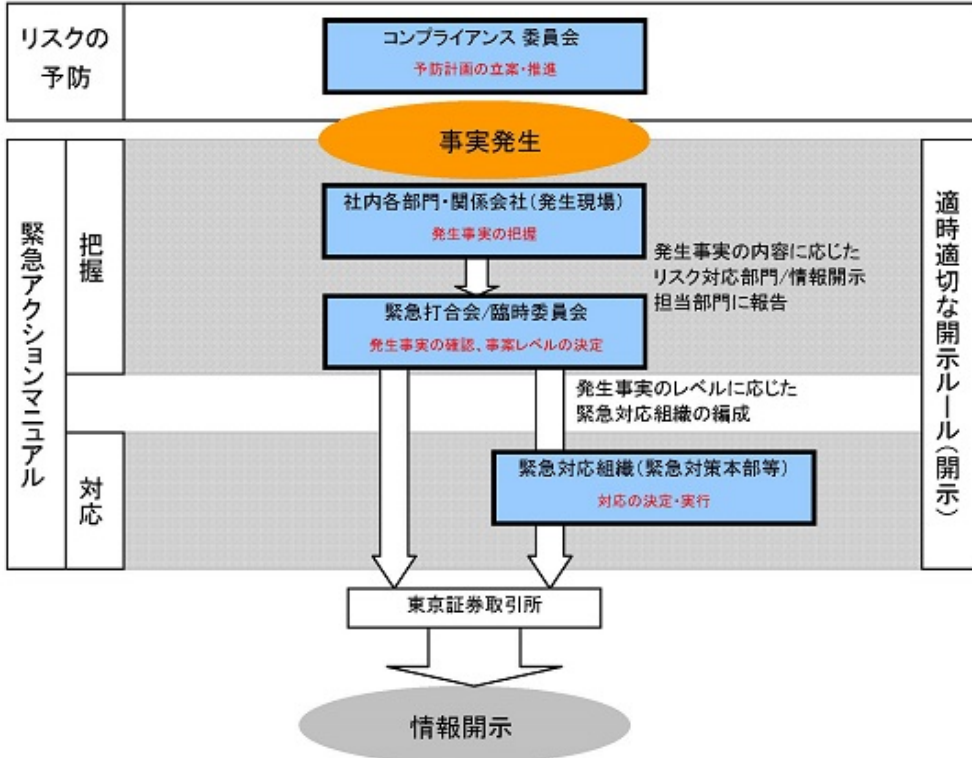 リスクの
予防
コンプライアンス 委員会
予防計画の立案・推進
事実発生
緊急アクションマニュアル
把握
社内各部門・関係会社(発生現場)
発生事実の把握
発生事実の内容に応じた
リスク対応部門/情報開示
担当部門に報告
緊急打合会/臨時委員会
発生事実の確認、事案レベルの決定
発生事実のレベルに応じた
緊急対応組織の編成
対応
緊急対応組織(緊急対策本部等)
対応の決定・実行
適時適切な開示ルール(開示)
東京証券取引所
情報開示